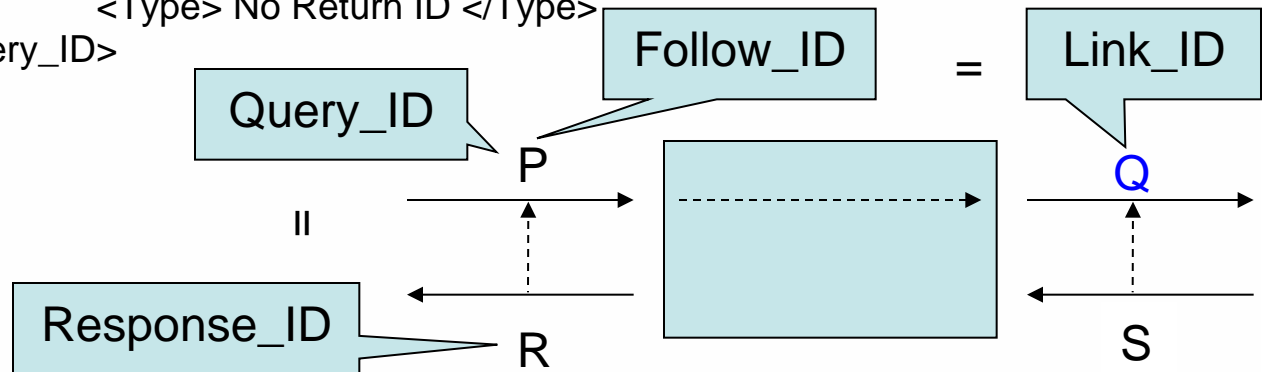 <Type> No Return ID </Type>
ery_ID>
Follow_ID
=
Link_ID
Query_ID
P
Q
=
Response_ID
R
S